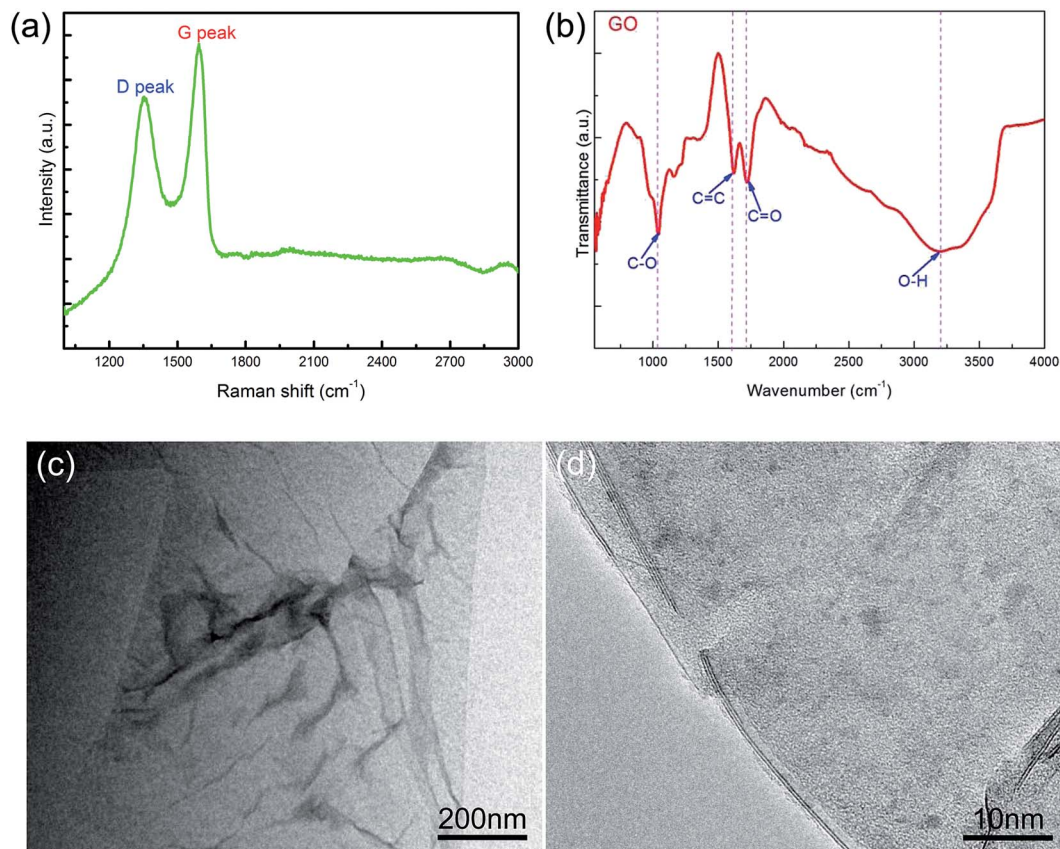 (a)
G peak
D peak
Intensity (a.u.)
1200 1500 1800 2100 2400 2700 3000
Raman shift (cm⁻¹)
(b)
GO
Transmittance (a.u.)
C=C
C=O
C-O
O-H
1000 1500 2000 2500 3000 3500 4000
Wavenumber (cm⁻¹)
(c)
200nm
(d)
10nm